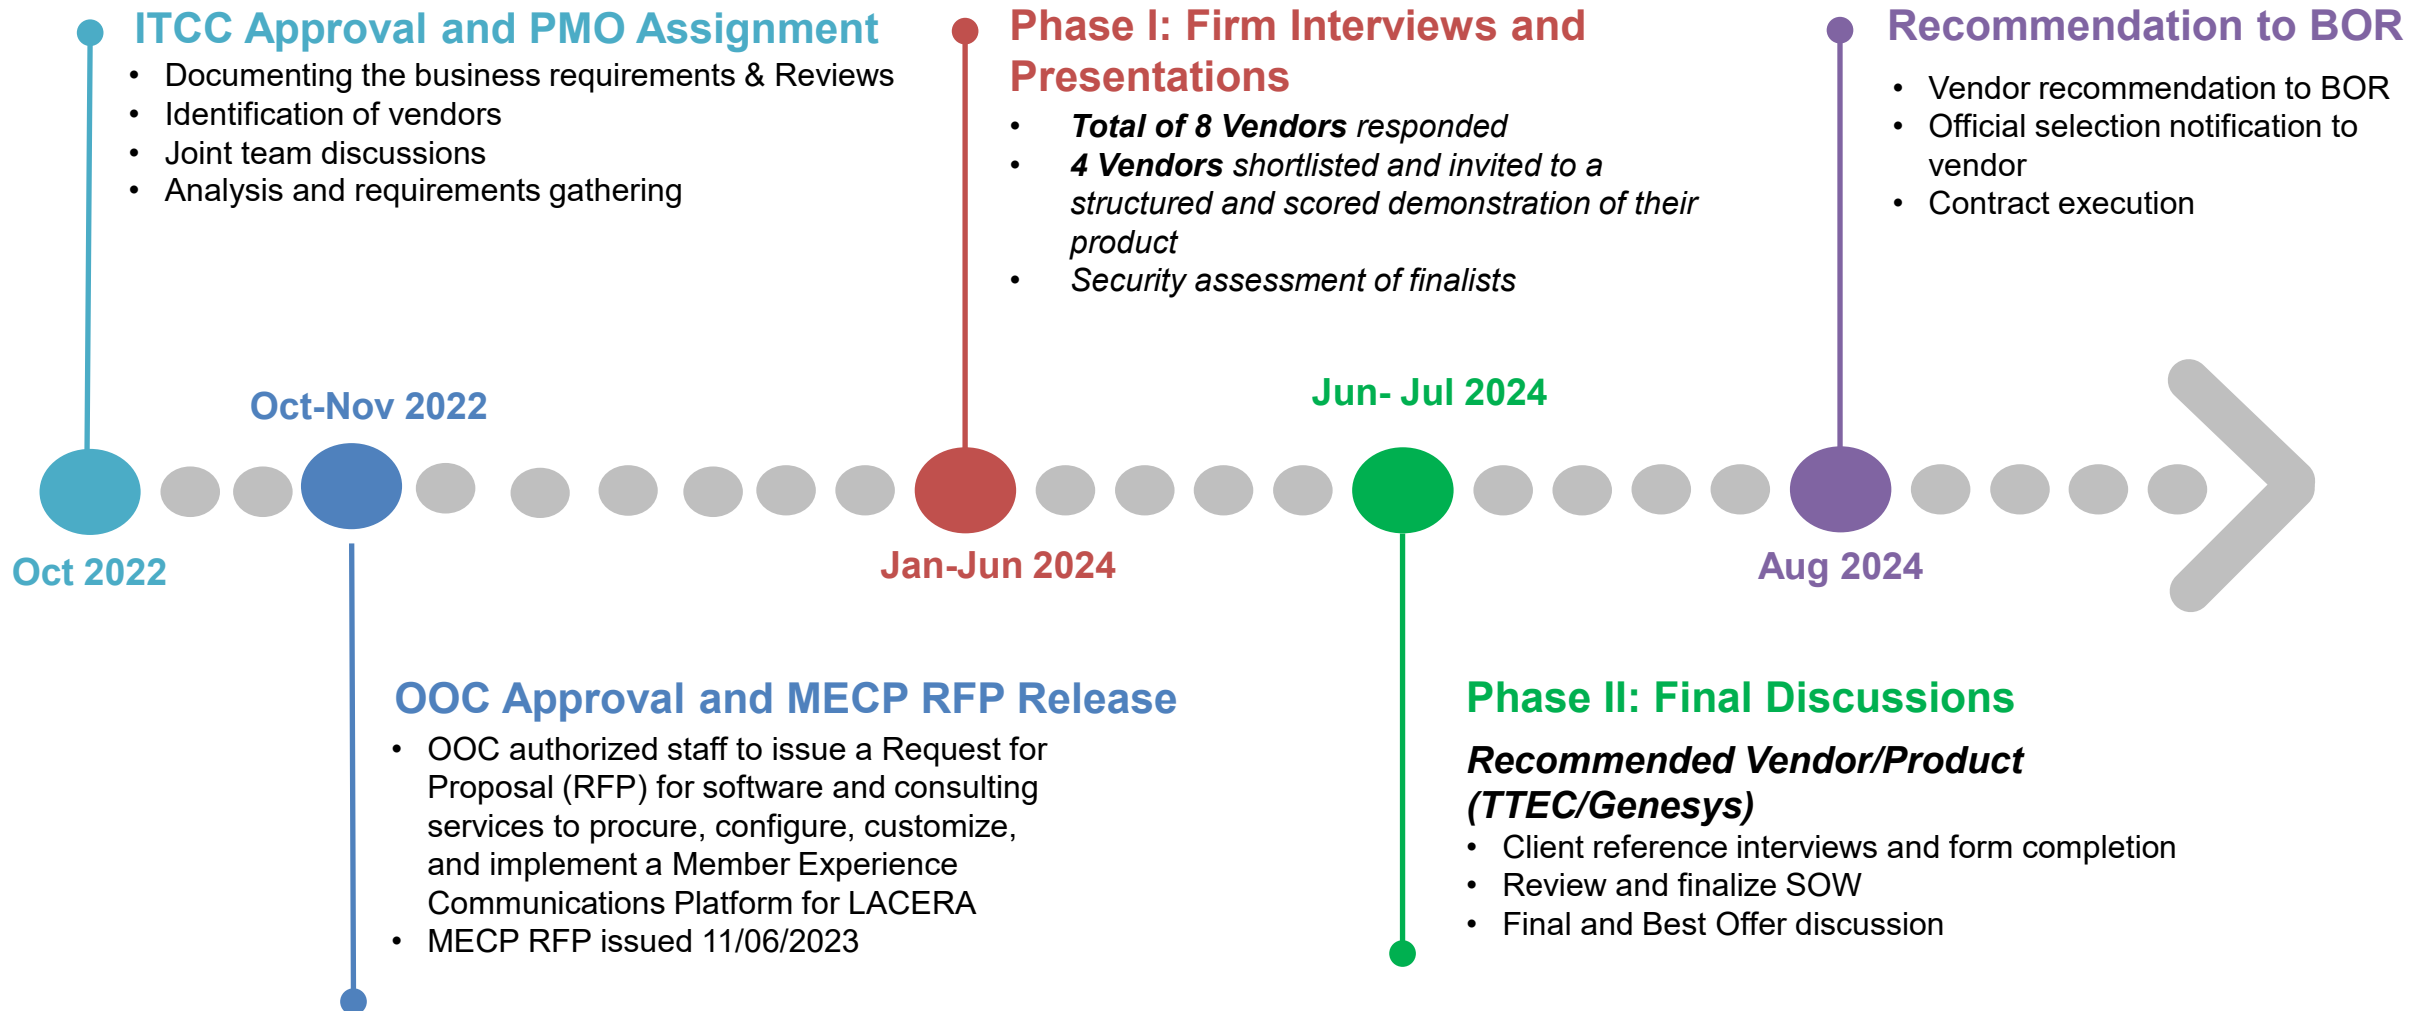 ITCC Approval and PMO Assignment
• Documenting the business requirements & Reviews
• Identification of vendors
• Joint team discussions
• Analysis and requirements gathering
Oct 2022
Oct-Nov 2022
OOC Approval and MECP RFP Release
• OOC authorized staff to issue a Request for
Proposal (RFP) for software and consulting
services to procure, configure, customize,
and implement a Member Experience
Communications Platform for LACERA
• MECP RFP issued 11/06/2023
Phase I: Firm Interviews and
Presentations
• Total of 8 Vendors responded
• 4 Vendors shortlisted and invited to a
structured and scored demonstration of their
product
• Security assessment of finalists
Jan-Jun 2024
Jun- Jul 2024
Phase II: Final Discussions
Recommended Vendor/Product
(TTEC/Genesys)
• Client reference interviews and form completion
• Review and finalize SOW
• Final and Best Offer discussion
Recommendation to BOR
• Vendor recommendation to BOR
• Official selection notification to
vendor
• Contract execution
Aug 2024